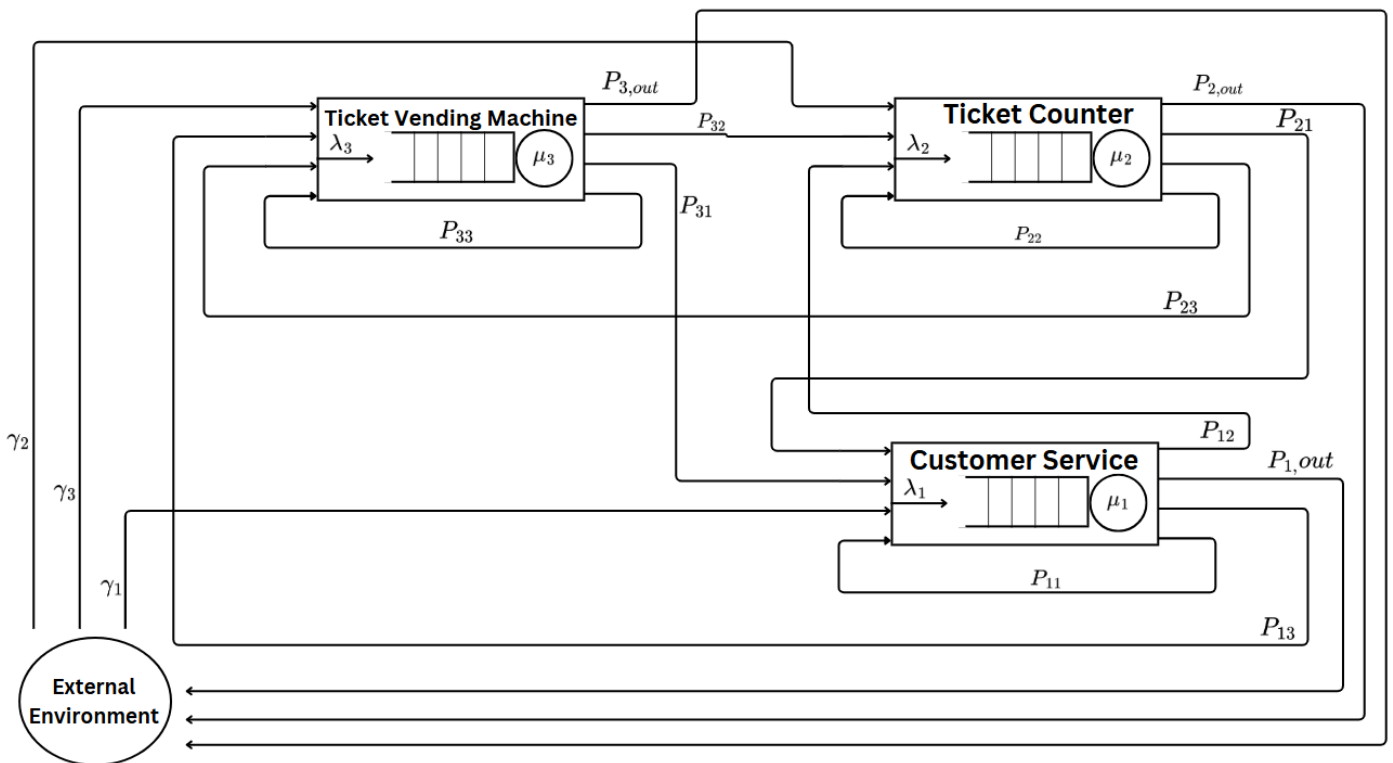 P₃,out
P₂,out
Ticket Vending Machine
Ticket Counter
P₃₂
P₂₁
λ₃
μ₃
λ₂
μ₂
P₃₁
P₃₃
P₂₂
P₂₃
γ₂
P₁₂
P₁,out
Customer Service
γ₃
λ₁
μ₁
γ₁
P₁₁
P₁₃
External
Environment